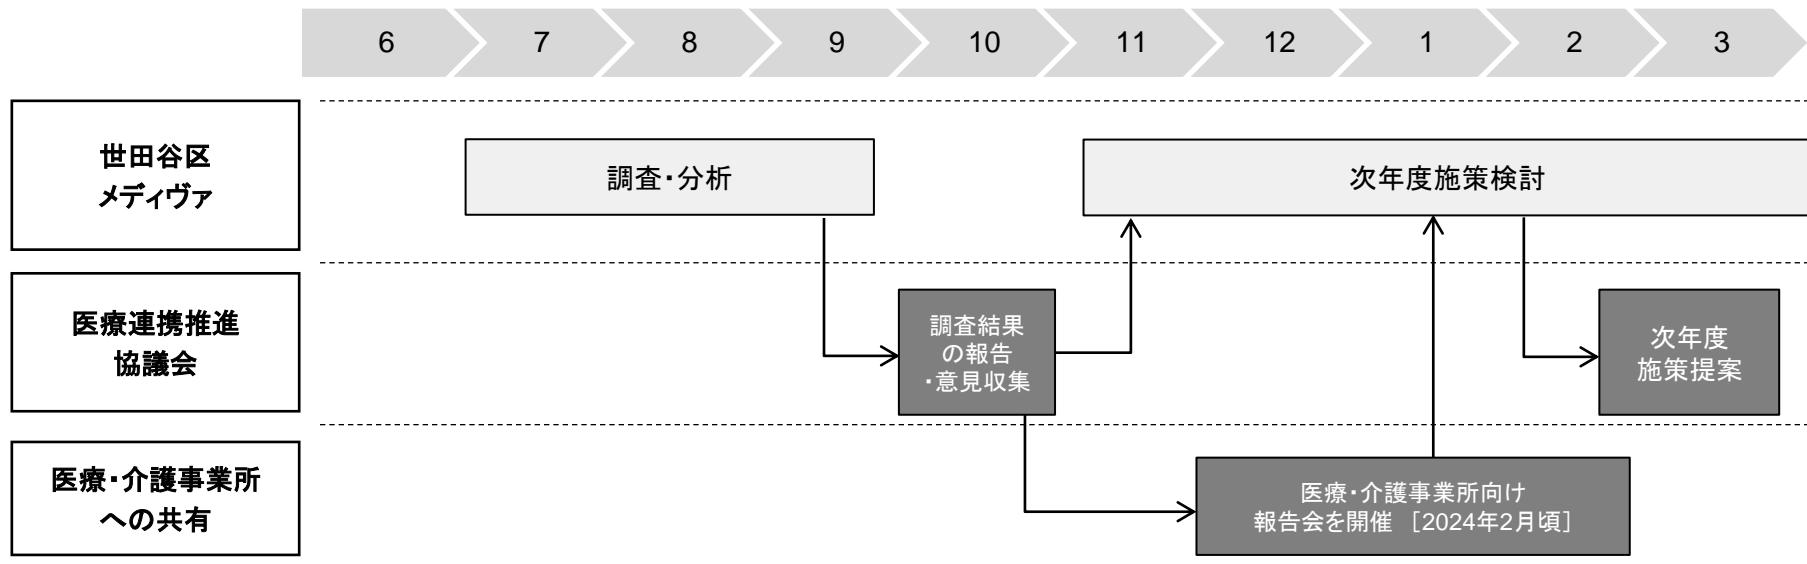 6 7 8 9 10 11 12 1 2 3
世田谷区
メディヴァ
調査・分析
次年度施策検討
医療連携推進
協議会
調査結果
の報告
・意見収集
次年度
施策提案
医療・介護事業所
への共有
医療・介護事業所向け
報告会を開催 [2024年2月頃]